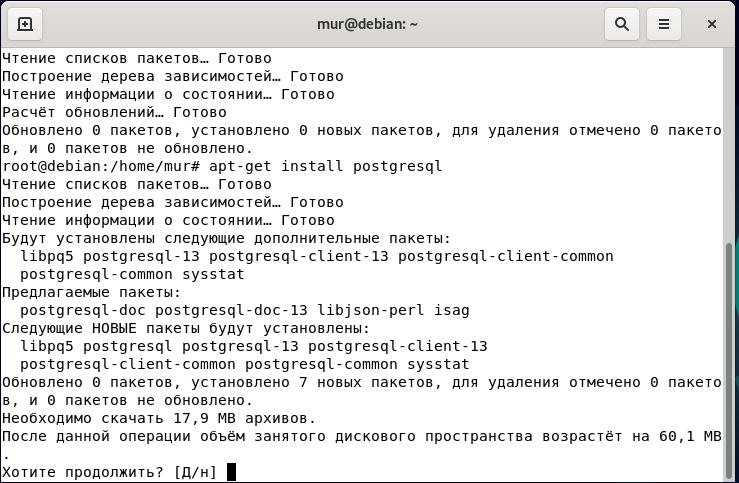 mur@debian: ~
Чтение списков пакетов… Готово
Построение дерева зависимостей… Готово
Чтение информации о состоянии… Готово
Расчёт обновлений… Готово
Обновлено 0 пакетов, установлено 0 новых пакетов, для удаления отмечено 0 пакето
в, и 0 пакетов не обновлено.
root@debian:/home/mur# apt-get install postgresql
Чтение списков пакетов… Готово
Построение дерева зависимостей… Готово
Чтение информации о состоянии… Готово
Будут установлены следующие дополнительные пакеты:
  libpq5 postgresql-13 postgresql-client-13 postgresql-client-common
  postgresql-common sysstat
Предлагаемые пакеты:
  postgresql-doc postgresql-doc-13 libjson-perl isag
Следующие НОВЫЕ пакеты будут установлены:
  libpq5 postgresql postgresql-13 postgresql-client-13
  postgresql-client-common postgresql-common sysstat
Обновлено 0 пакетов, установлено 7 новых пакетов, для удаления отмечено 0 пакето
в, и 0 пакетов не обновлено.
Необходимо скачать 17,9 MB архивов.
После данной операции объём занятого дискового пространства возрастёт на 60,1 MB
.
Хотите продолжить? [Д/н]